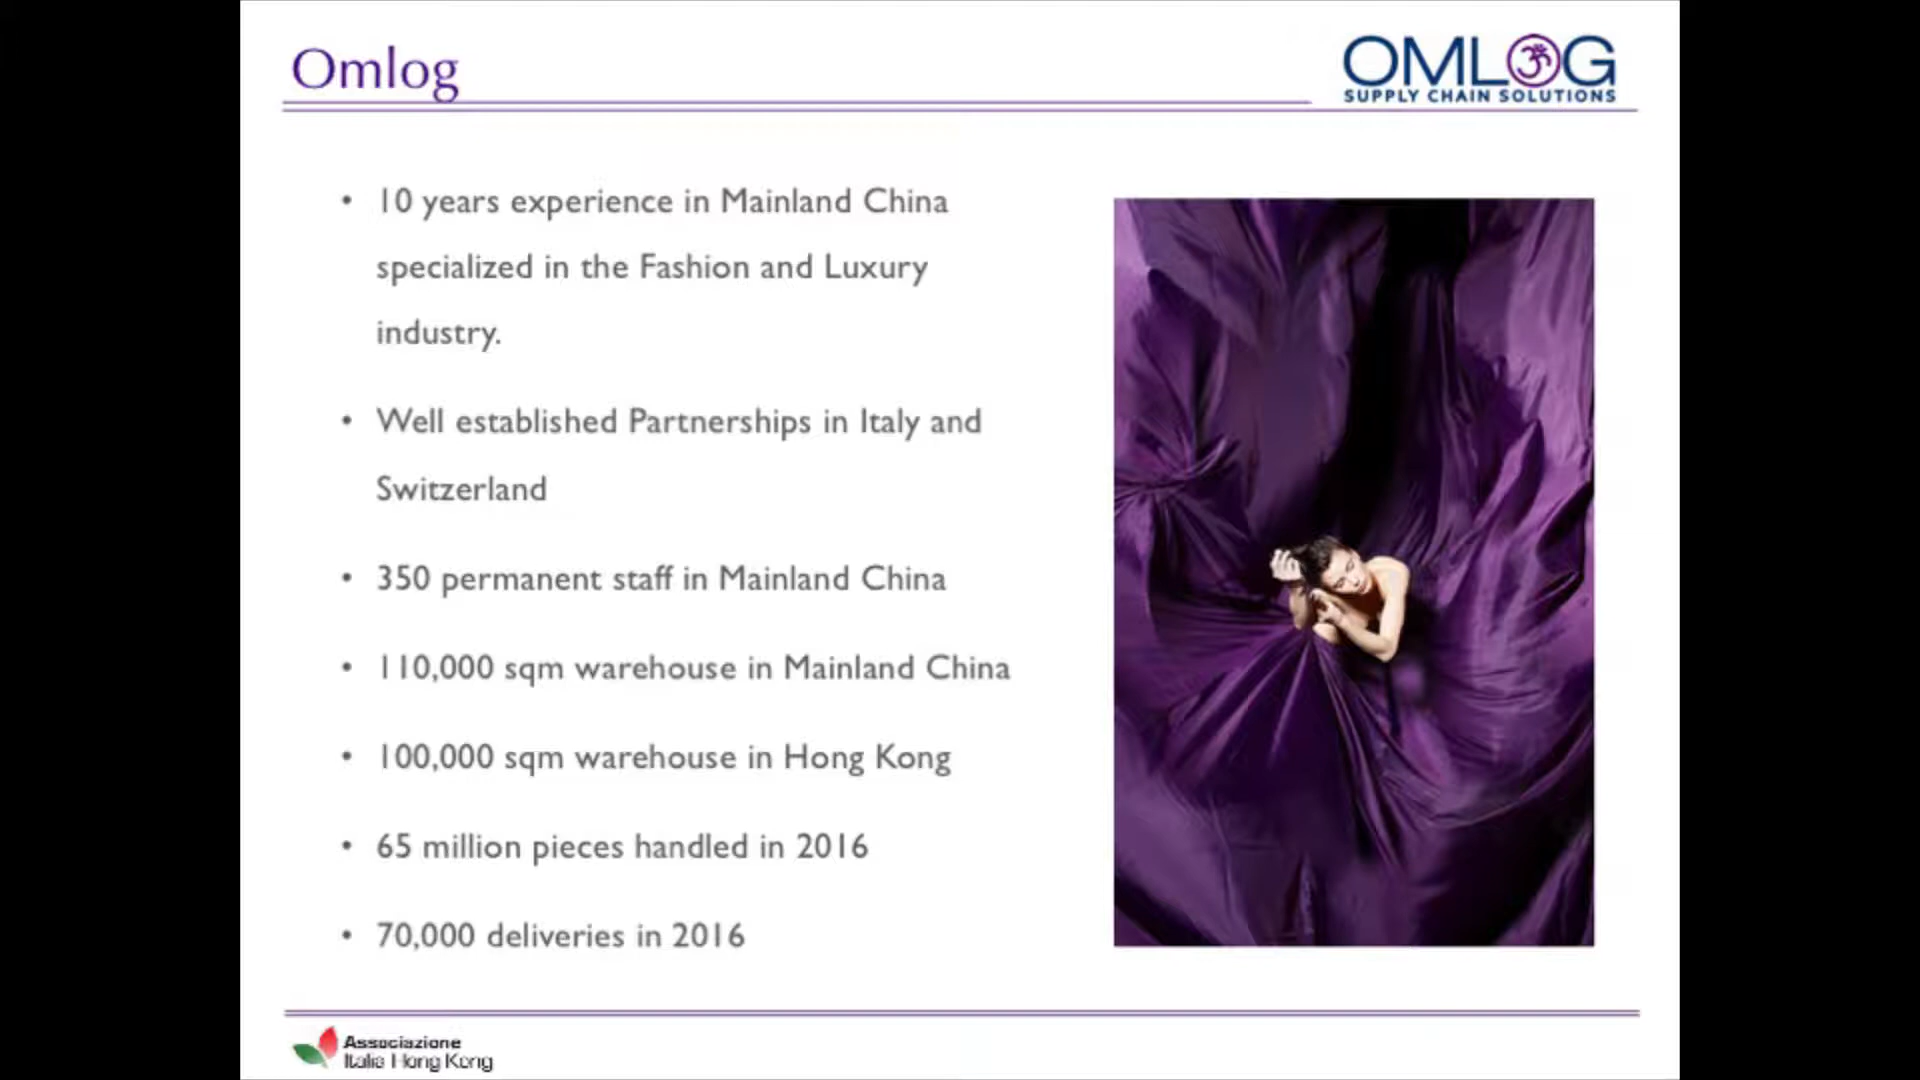 Omlog
OMLOG
SUPPLY CHAIN SOLUTIONS
• 10 years experience in Mainland China
specialized in the Fashion and Luxury
industry.
• Well established Partnerships in Italy and
Switzerland
• 350 permanent staff in Mainland China
• 110,000 sqm warehouse in Mainland China
• 100,000 sqm warehouse in Hong Kong
• 65 million pieces handled in 2016
• 70,000 deliveries in 2016
Associazione
Italia Hong Kong